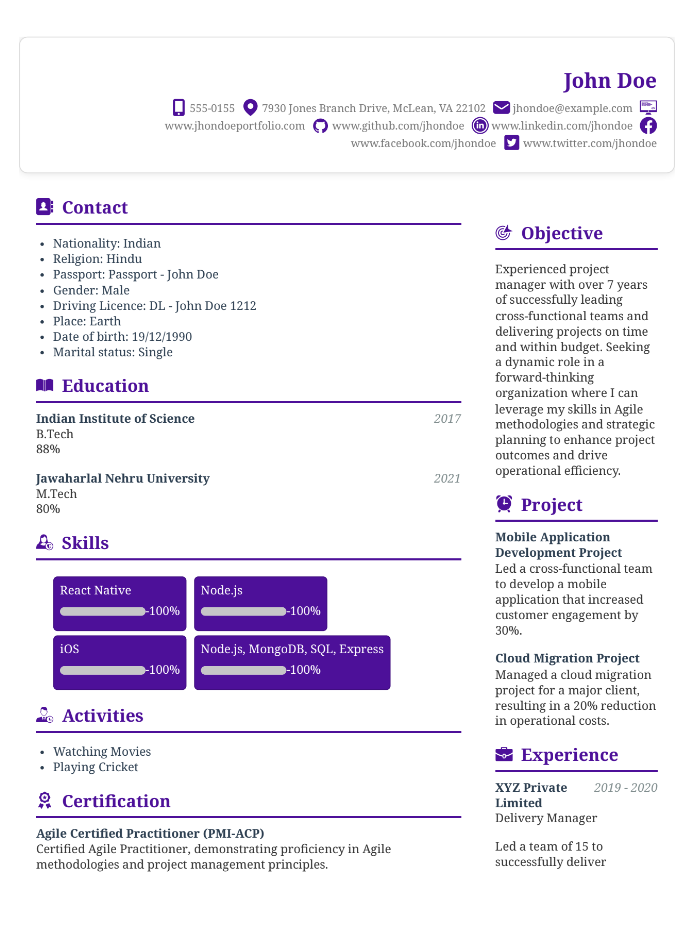 John Doe
555-0155 7930 Jones Branch Drive, McLean, VA 22102 jhondoe@example.com
www.jhondoeportfolio.com www.github.com/jhondoe www.linkedin.com/jhondoe
www.facebook.com/jhondoe www.twitter.com/jhondoe
Contact
• Nationality: Indian
• Religion: Hindu
• Passport: Passport - John Doe
• Gender: Male
• Driving Licence: DL - John Doe 1212
• Place: Earth
• Date of birth: 19/12/1990
• Marital status: Single
Education
Indian Institute of Science 2017
B.Tech
88%
Jawaharlal Nehru University 2021
M.Tech
80%
Skills
React Native
-100%
Node.js
-100%
iOS
-100%
Node.js, MongoDB, SQL, Express
-100%
Activities
• Watching Movies
• Playing Cricket
Certification
Agile Certified Practitioner (PMI-ACP)
Certified Agile Practitioner, demonstrating proficiency in Agile
methodologies and project management principles.
Objective
Experienced project
manager with over 7 years
of successfully leading
cross-functional teams and
delivering projects on time
and within budget. Seeking
a dynamic role in a
forward-thinking
organization where I can
leverage my skills in Agile
methodologies and strategic
planning to enhance project
outcomes and drive
operational efficiency.
Project
Mobile Application
Development Project
Led a cross-functional team
to develop a mobile
application that increased
customer engagement by
30%.
Cloud Migration Project
Managed a cloud migration
project for a major client,
resulting in a 20% reduction
in operational costs.
Experience
XYZ Private 2019 - 2020
Limited
Delivery Manager
Led a team of 15 to
successfully deliver